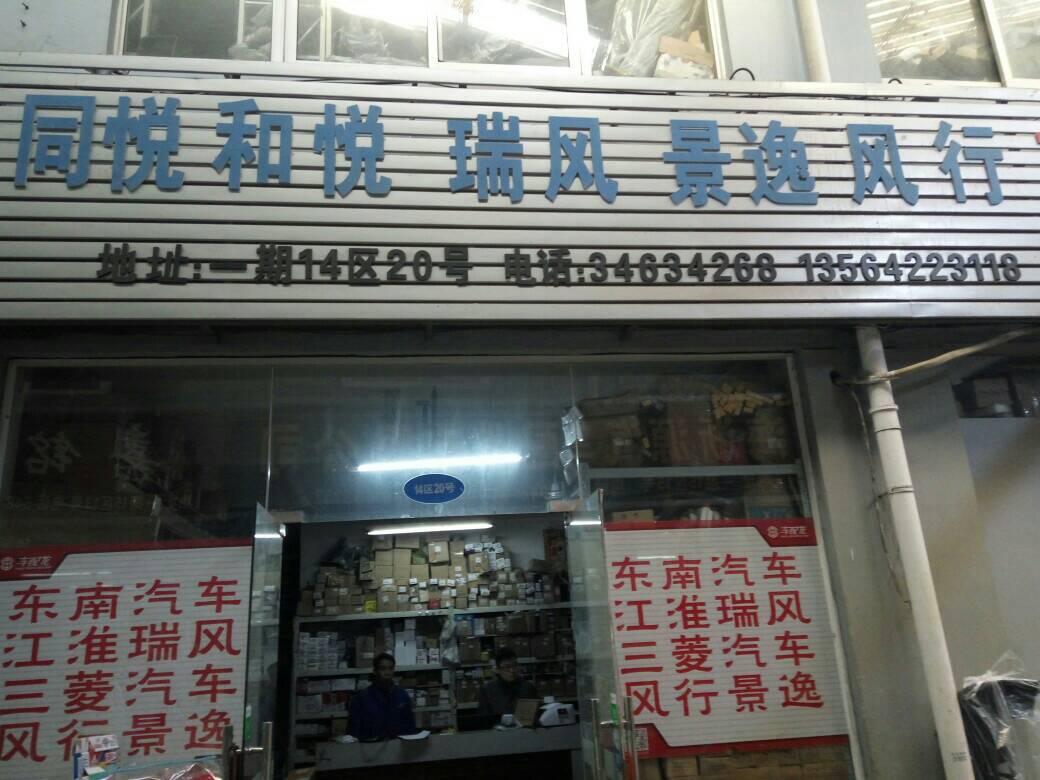 同悦和悦 瑞风 景逸风行
地址:一期14区20号 电话:34634268 13564223118
14区20号
东南汽车
江淮瑞风
三菱汽车
风行景逸
东南汽车
江淮瑞风
三菱汽车
风行景逸